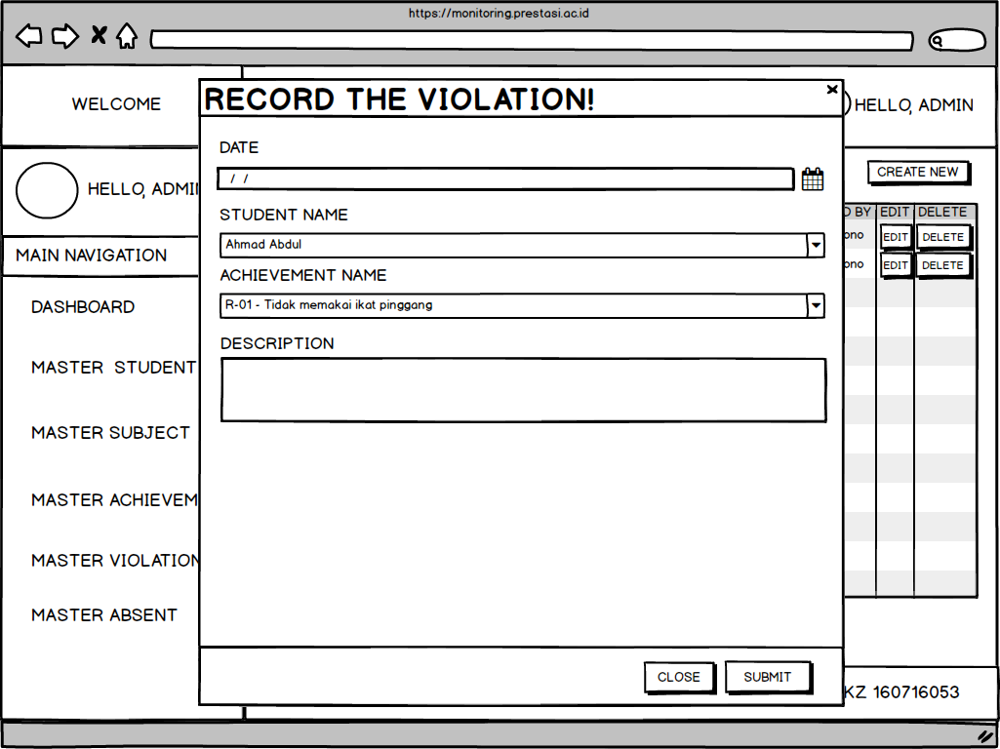 https://monitoring.prestasi.ac.id
WELCOME
HELLO, ADMIN
HELLO, ADMIN
MAIN NAVIGATION
DASHBOARD
MASTER STUDENT
MASTER SUBJECT
MASTER ACHIEVEM
MASTER VIOLATION
MASTER ABSENT
RECORD THE VIOLATION!
DATE
/ /
STUDENT NAME
Ahmad Abdul
ACHIEVEMENT NAME
R-01 - Tidak memakai ikat pinggang
DESCRIPTION
CLOSE SUBMIT
CREATE NEW
D BY EDIT DELETE
ono EDIT DELETE
ono EDIT DELETE
KZ 160716053